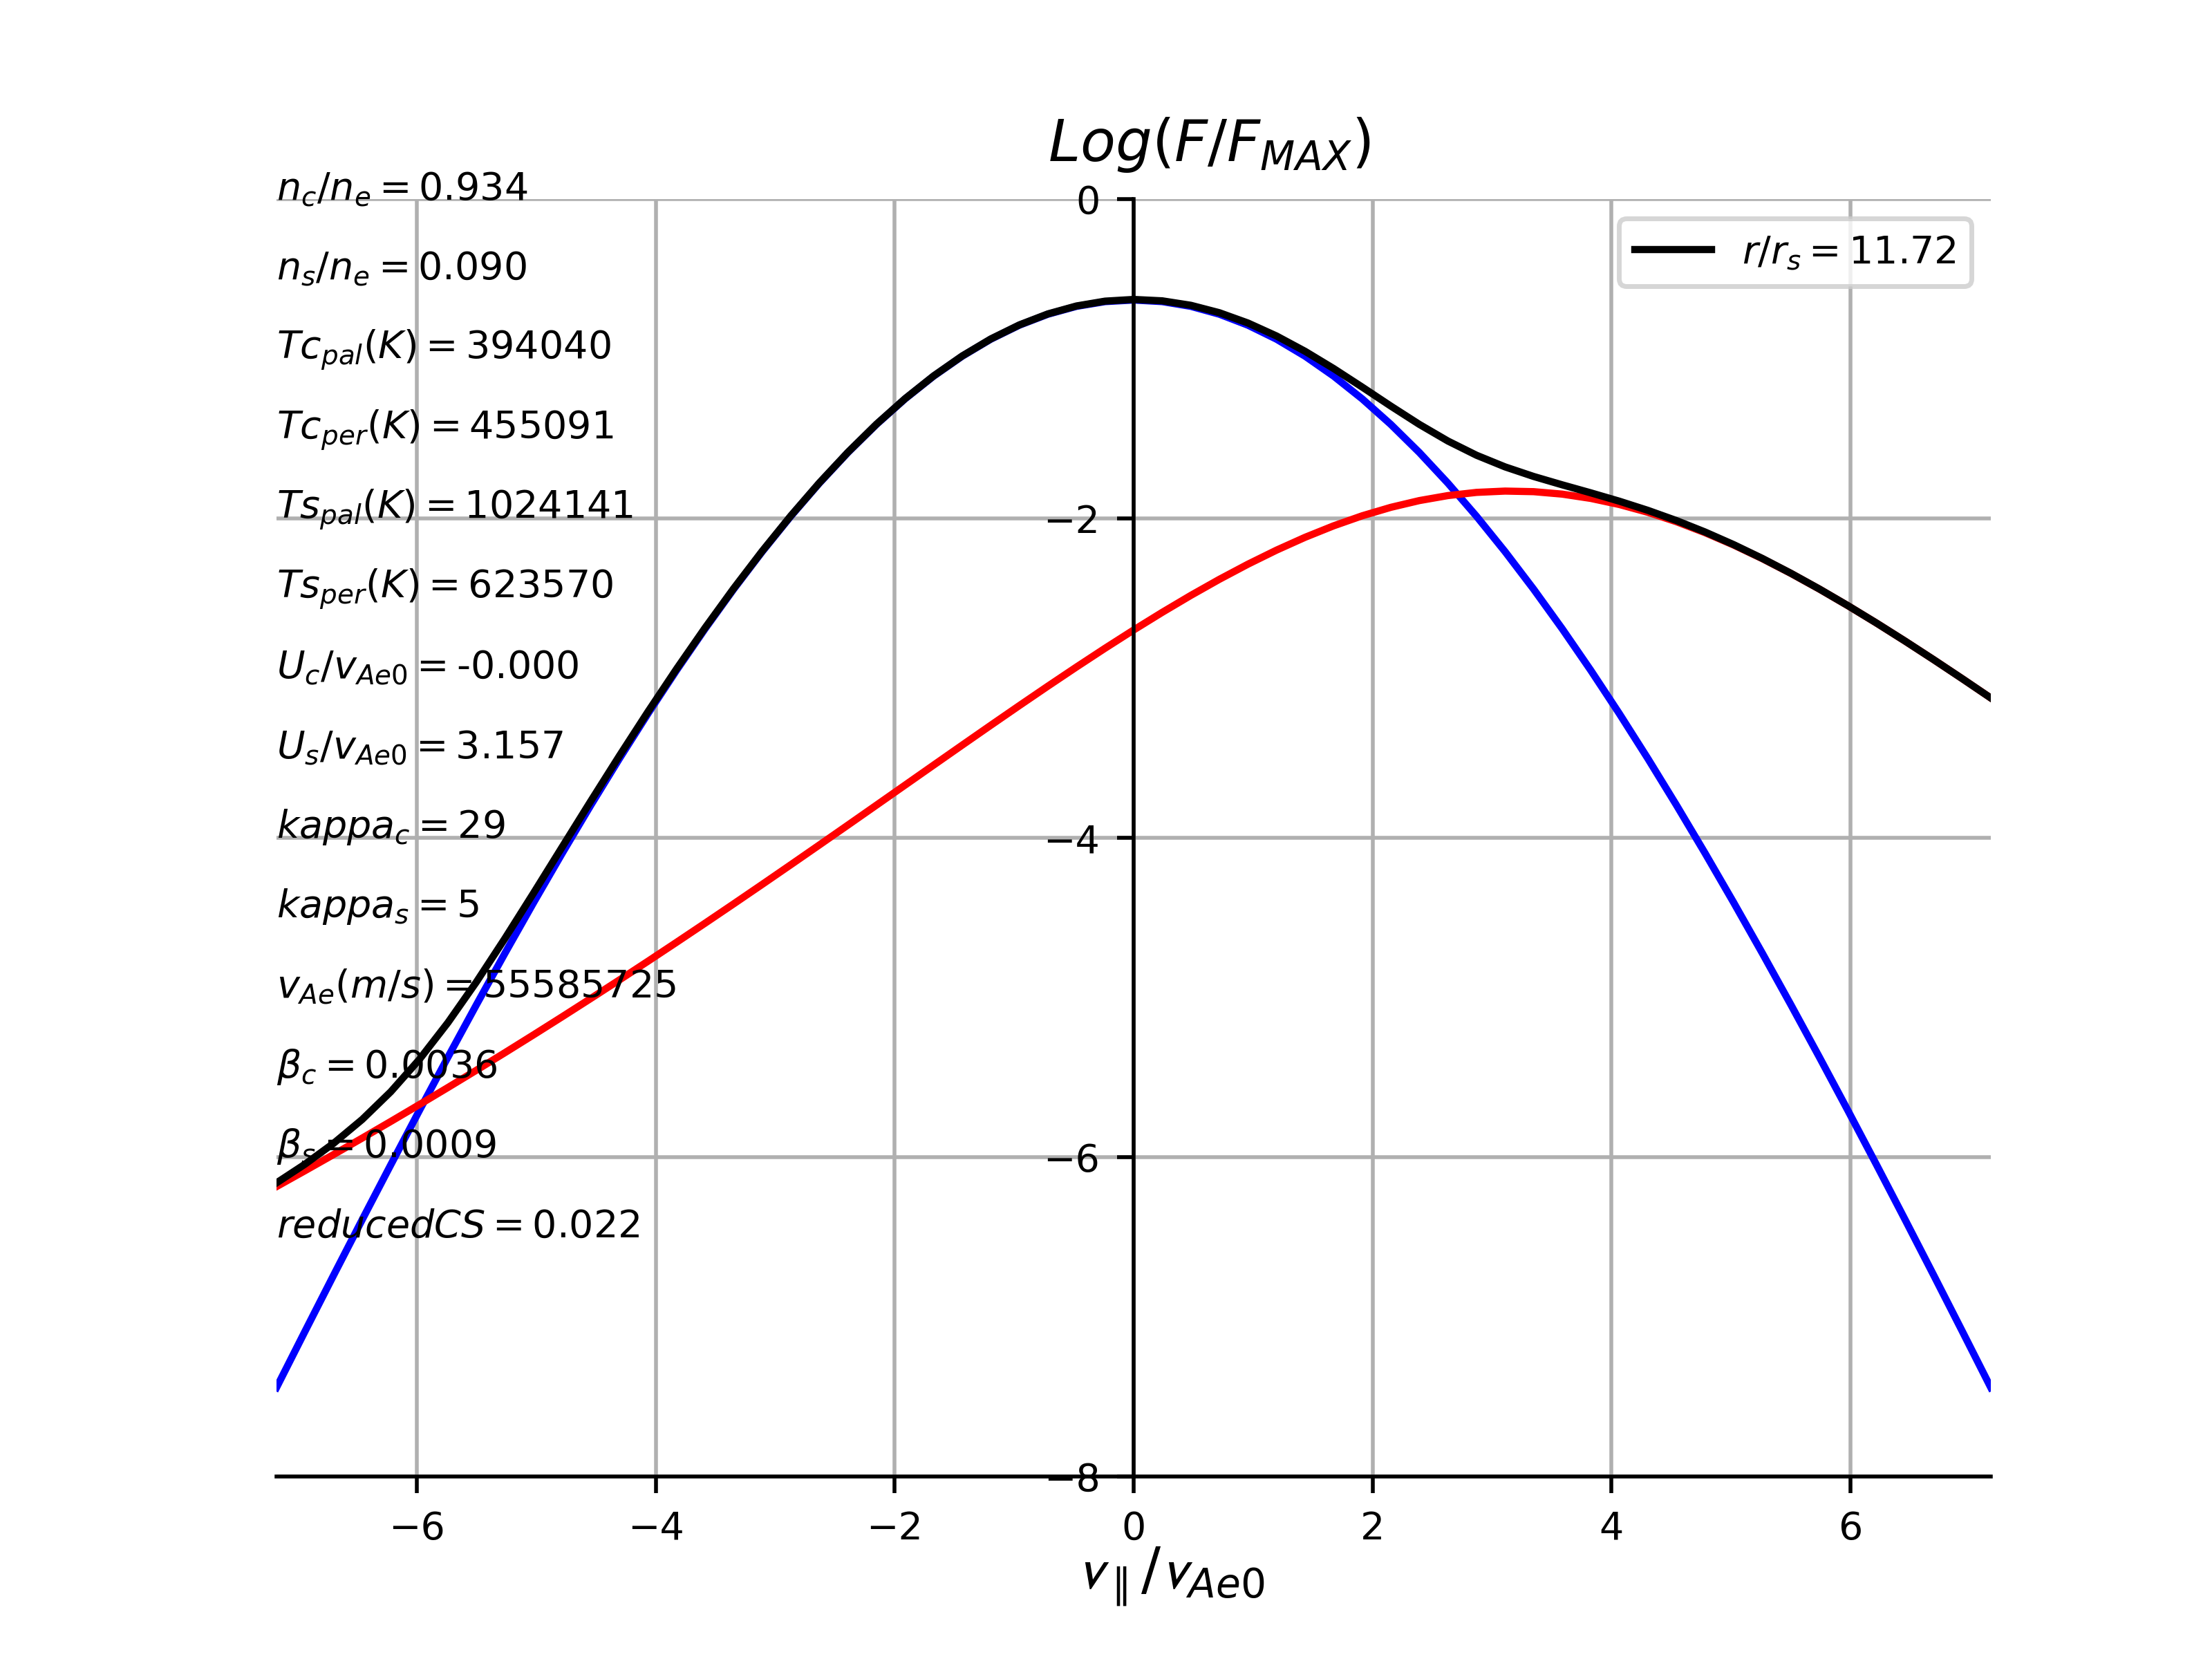 Log(F/F_MAX)
n_c/n_e = 0.934
0
r/r_s = 11.72
n_s/n_e = 0.090
Tc_pal(K) = 394040
Tc_per(K) = 455091
Ts_pal(K) = 1024141
−2
Ts_per(K) = 623570
U_c/v_Ae0 = -0.000
U_s/v_Ae0 = 3.157
kappa_c = 29
−4
kappa_s = 5
v_Ae(m/s) = 55585725
β_c = 0.0036
β_s = 0.0009
−6
reducedCS = 0.022
−8
−6 −4 −2 0 2 4 6
v_∥/v_Ae0